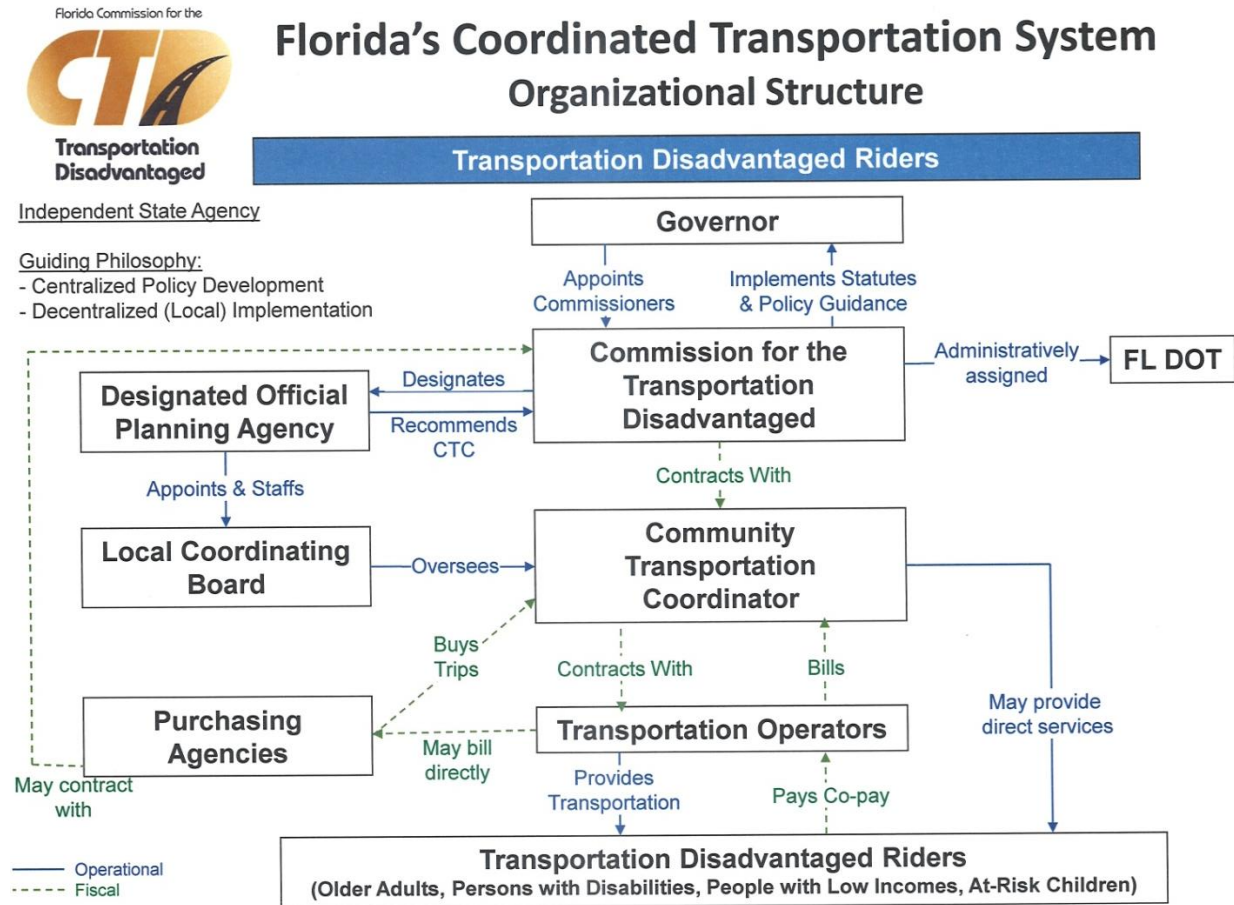 Florida Commission for the
CTD
Transportation
Disadvantaged
Florida's Coordinated Transportation System
Organizational Structure
Transportation Disadvantaged Riders
Independent State Agency
Guiding Philosophy:
- Centralized Policy Development
- Decentralized (Local) Implementation
Governor
Appoints
Commissioners
Implements Statutes
& Policy Guidance
Commission for the
Transportation
Disadvantaged
Administratively
assigned
FL DOT
Designates
Designated Official
Planning Agency
Recommends
CTC
Contracts With
Appoints & Staffs
Local Coordinating
Board
Oversees
Community
Transportation
Coordinator
Buys
Trips
Contracts With
Bills
May provide
direct services
Purchasing
Agencies
May bill
directly
Transportation Operators
May contract
with
Provides
Transportation
Pays Co-pay
Transportation Disadvantaged Riders
(Older Adults, Persons with Disabilities, People with Low Incomes, At-Risk Children)
Operational
Fiscal